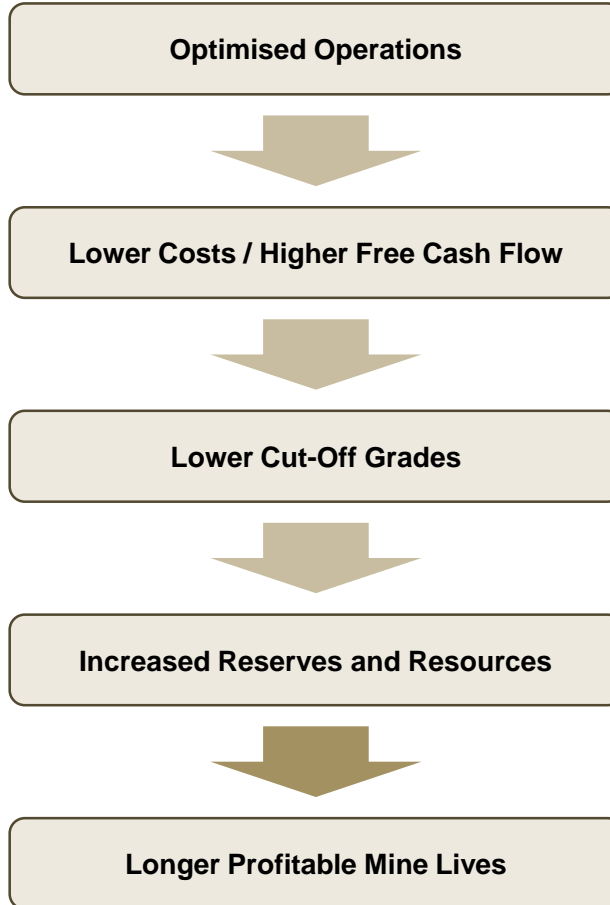 Optimised Operations
Lower Costs / Higher Free Cash Flow
Lower Cut-Off Grades
Increased Reserves and Resources
Longer Profitable Mine Lives